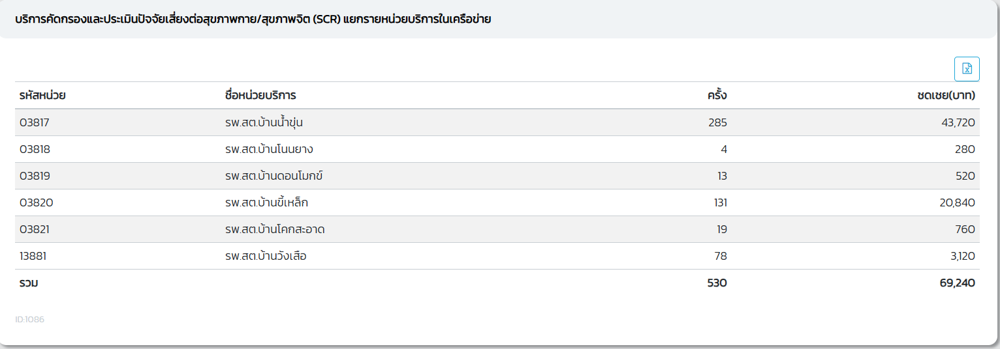 บริการคัดกรองและประเมินปัจจัยเสี่ยงต่อสุขภาพกาย/สุขภาพจิต (SCR) แยกรายหน่วยบริการในเครือข่าย
รหัสหน่วย ชื่อหน่วยบริการ ครั้ง ชดเชย(บาท)
03817 รพ.สต.บ้านน้ำขุ่น 285 43,720
03818 รพ.สต.บ้านโนนยาง 4 280
03819 รพ.สต.บ้านดอนโมกข์ 13 520
03820 รพ.สต.บ้านขี้เหล็ก 131 20,840
03821 รพ.สต.บ้านโคกสะอาด 19 760
13881 รพ.สต.บ้านวังเสือ 78 3,120
รวม 530 69,240
ID:1086